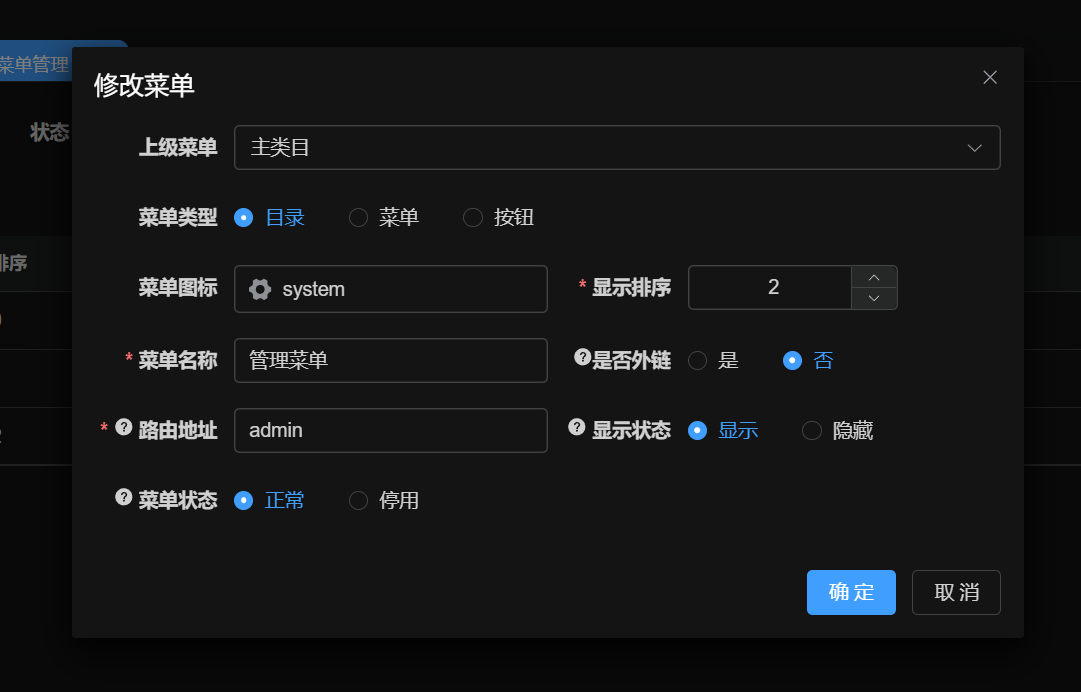 菜单管理
修改菜单
状态
上级菜单 主类目
菜单类型 目录 菜单 按钮
排序
菜单图标 system * 显示排序 2
* 菜单名称 管理菜单 ?是否外链 是 否
* ? 路由地址 admin ? 显示状态 显示 隐藏
? 菜单状态 正常 停用
确定 取消